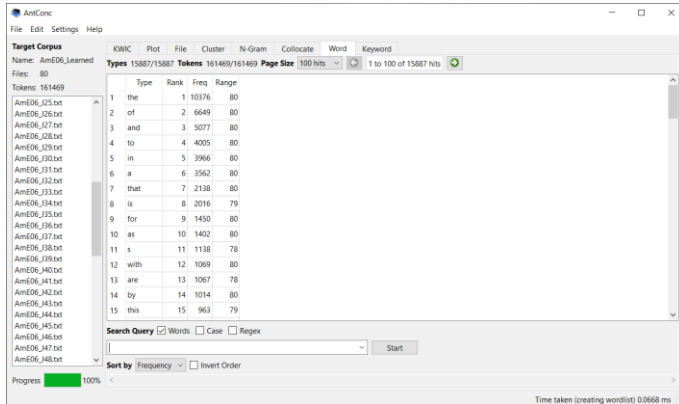 AntConc
File Edit Settings Help
Target Corpus
Name: AmE06_Learned
Files: 80
Tokens: 161469
AmE06_J25.txt
AmE06_J26.txt
AmE06_J27.txt
AmE06_J28.txt
AmE06_J29.txt
AmE06_J30.txt
AmE06_J31.txt
AmE06_J32.txt
AmE06_J33.txt
AmE06_J34.txt
AmE06_J35.txt
AmE06_J36.txt
AmE06_J37.txt
AmE06_J38.txt
AmE06_J39.txt
AmE06_J40.txt
AmE06_J41.txt
AmE06_J42.txt
AmE06_J43.txt
AmE06_J44.txt
AmE06_J45.txt
AmE06_J46.txt
AmE06_J47.txt
AmE06_J48.txt
Progress 100%
KWIC Plot File Cluster N-Gram Collocate Word Keyword
Types 15887/15887 Tokens 161469/161469 Page Size 100 hits 1 to 100 of 15887 hits
Type Rank Freq Range
1 the 1 10376 80
2 of 2 6649 80
3 and 3 5077 80
4 to 4 4005 80
5 in 5 3966 80
6 a 6 3562 80
7 that 7 2138 80
8 is 8 2016 79
9 for 9 1450 80
10 as 10 1402 80
11 s 11 1138 78
12 with 12 1069 80
13 are 13 1067 78
14 by 14 1014 80
15 this 15 963 79
Search Query Words Case Regex
Start
Sort by Frequency Invert Order
Time taken (creating wordlist) 0.0668 ms